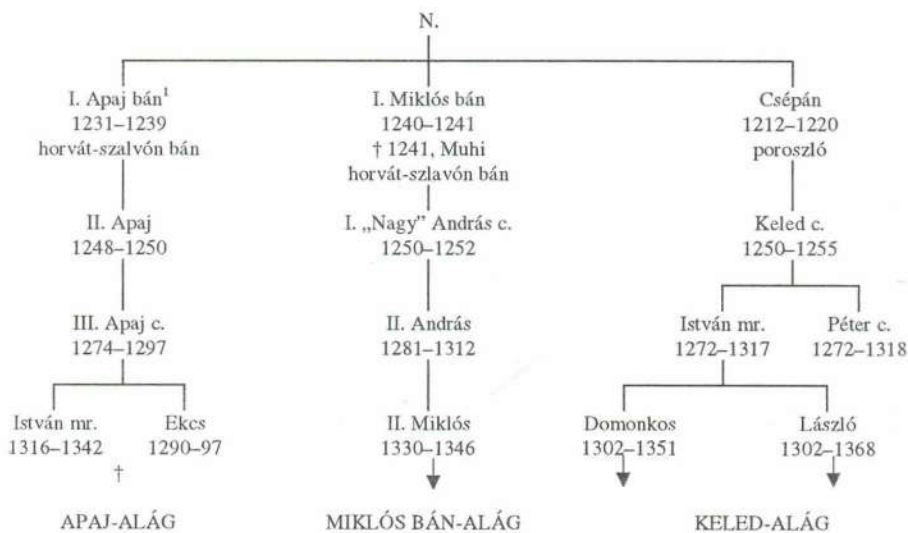 N.
I. Apaj bán¹
1231–1239
horvát-szalvón bán
I. Miklós bán
1240–1241
† 1241, Muhi
horvát-szlavón bán
Csépán
1212–1220
poroszló
II. Apaj
1248–1250
I. „Nagy” András c.
1250–1252
Keled c.
1250–1255
III. Apaj c.
1274–1297
II. András
1281–1312
István mr.
1272–1317
Péter c.
1272–1318
István mr.
1316–1342
†
Ekcs
1290–97
II. Miklós
1330–1346
Domonkos
1302–1351
László
1302–1368
APAJ-ALÁG
MIKLÓS BÁN-ALÁG
KELED-ALÁG